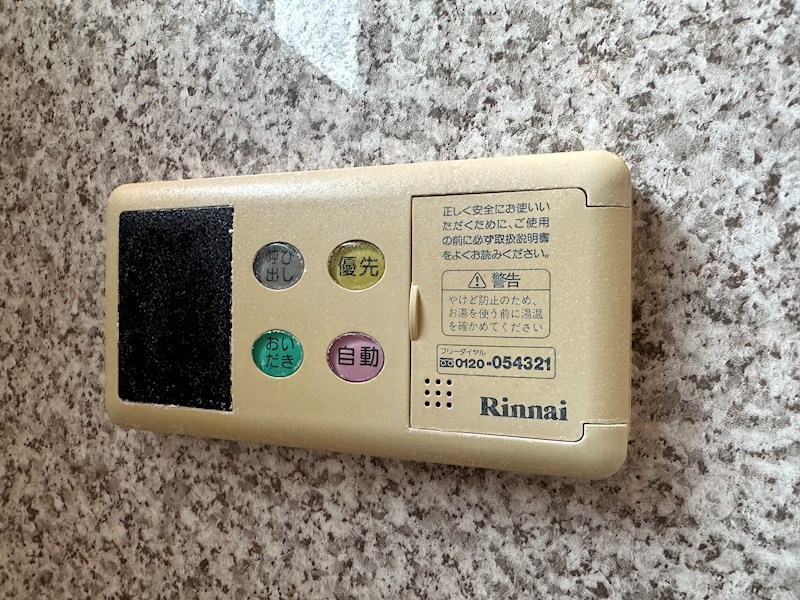 呼び
出し
優先
おい
だき
自動
正しく安全にお使いい
ただくために、ご使用
の前に必ず取扱説明書
をよくお読みください。
警告
やけど防止のため、
お湯を使う前に湯温
を確かめてください
フリーダイヤル
0120-054321
Rinnai